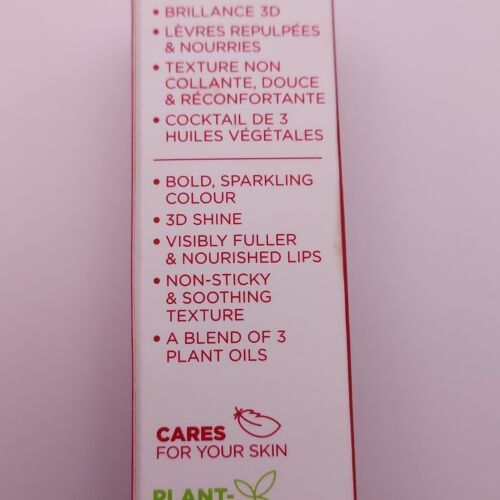 • BRILLANCE 3D
• LÈVRES REPULPÉES
& NOURRIES
• TEXTURE NON
COLLANTE, DOUCE
& RÉCONFORTANTE
• COCKTAIL DE 3
HUILES VÉGÉTALES
• BOLD, SPARKLING
COLOUR
• 3D SHINE
• VISIBLY FULLER
& NOURISHED LIPS
• NON-STICKY
& SOOTHING
TEXTURE
• A BLEND OF 3
PLANT OILS
CARES
FOR YOUR SKIN
PLANT-